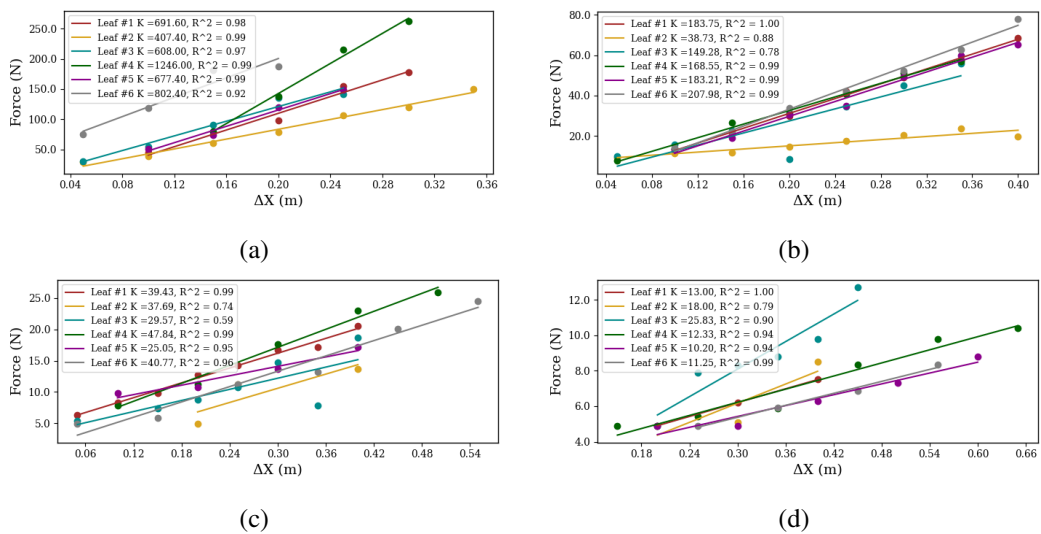 Leaf #1 K =691.60, R^2 = 0.98
Leaf #2 K =407.40, R^2 = 0.99
Leaf #3 K =608.00, R^2 = 0.97
Leaf #4 K =1246.00, R^2 = 0.99
Leaf #5 K =677.40, R^2 = 0.99
Leaf #6 K =802.40, R^2 = 0.92
250.0
200.0
150.0
100.0
50.0
Force (N)
0.04 0.08 0.12 0.16 0.20 0.24 0.28 0.32 0.36
ΔX (m)
(a)
Leaf #1 K =183.75, R^2 = 1.00
Leaf #2 K =38.73, R^2 = 0.88
Leaf #3 K =149.28, R^2 = 0.78
Leaf #4 K =168.55, R^2 = 0.99
Leaf #5 K =183.21, R^2 = 0.99
Leaf #6 K =207.98, R^2 = 0.99
80.0
60.0
40.0
20.0
Force (N)
0.04 0.08 0.12 0.16 0.20 0.24 0.28 0.32 0.36 0.40
ΔX (m)
(b)
Leaf #1 K =39.43, R^2 = 0.99
Leaf #2 K =37.69, R^2 = 0.74
Leaf #3 K =29.57, R^2 = 0.59
Leaf #4 K =47.84, R^2 = 0.99
Leaf #5 K =25.05, R^2 = 0.95
Leaf #6 K =40.77, R^2 = 0.96
25.0
20.0
15.0
10.0
5.0
Force (N)
0.06 0.12 0.18 0.24 0.30 0.36 0.42 0.48 0.54
ΔX (m)
(c)
Leaf #1 K =13.00, R^2 = 1.00
Leaf #2 K =18.00, R^2 = 0.79
Leaf #3 K =25.83, R^2 = 0.90
Leaf #4 K =12.33, R^2 = 0.94
Leaf #5 K =10.20, R^2 = 0.94
Leaf #6 K =11.25, R^2 = 0.99
12.0
10.0
8.0
6.0
4.0
Force (N)
0.18 0.24 0.30 0.36 0.42 0.48 0.54 0.60 0.66
ΔX (m)
(d)